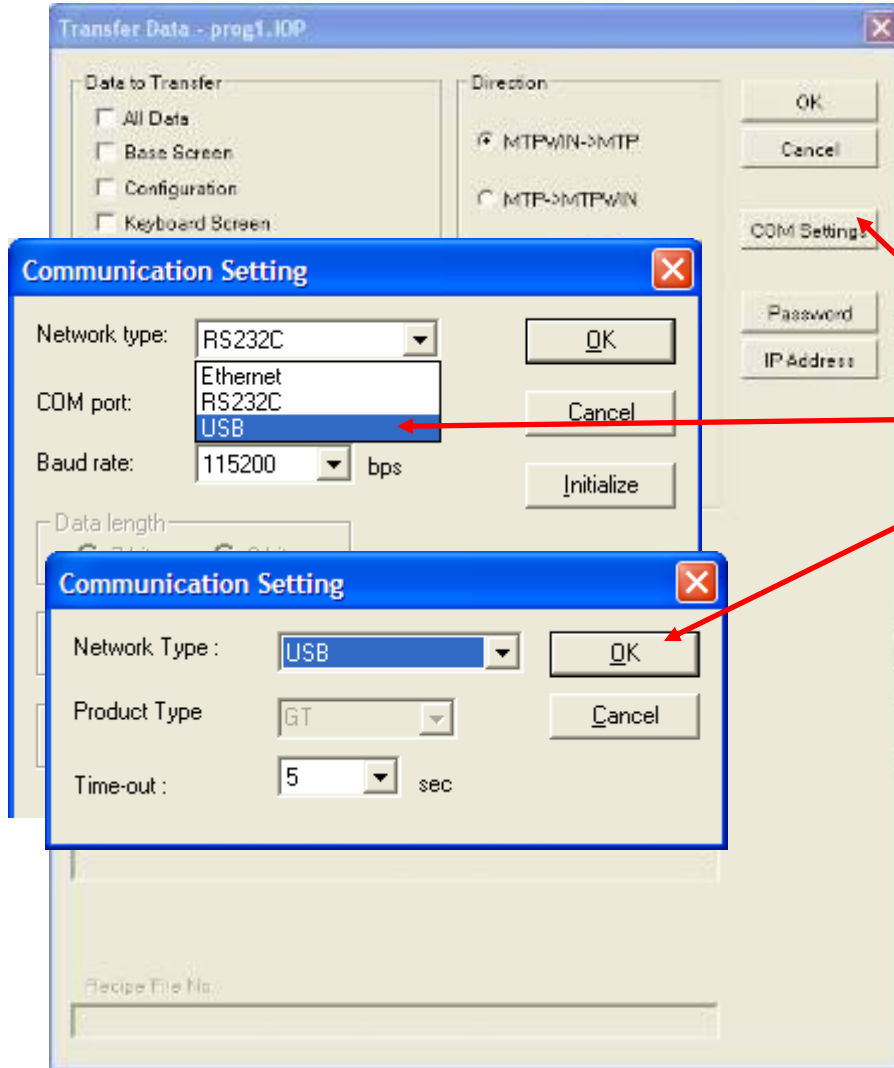 Transfer Data - prog1.IOP
Data to Transfer
All Data
Base Screen
Configuration
Keyboard Screen
Direction
MTPWIN->MTP
MTP->MTPWIN
OK
Cancel
COM Settings
Password
IP Address
Communication Setting
Network type:
RS232C
Ethernet
RS232C
USB
COM port:
Baud rate:
115200
bps
OK
Cancel
Initialize
Data length
Communication Setting
Network Type :
USB
Product Type
GT
Time-out :
5
sec
OK
Cancel
Recipe File No.